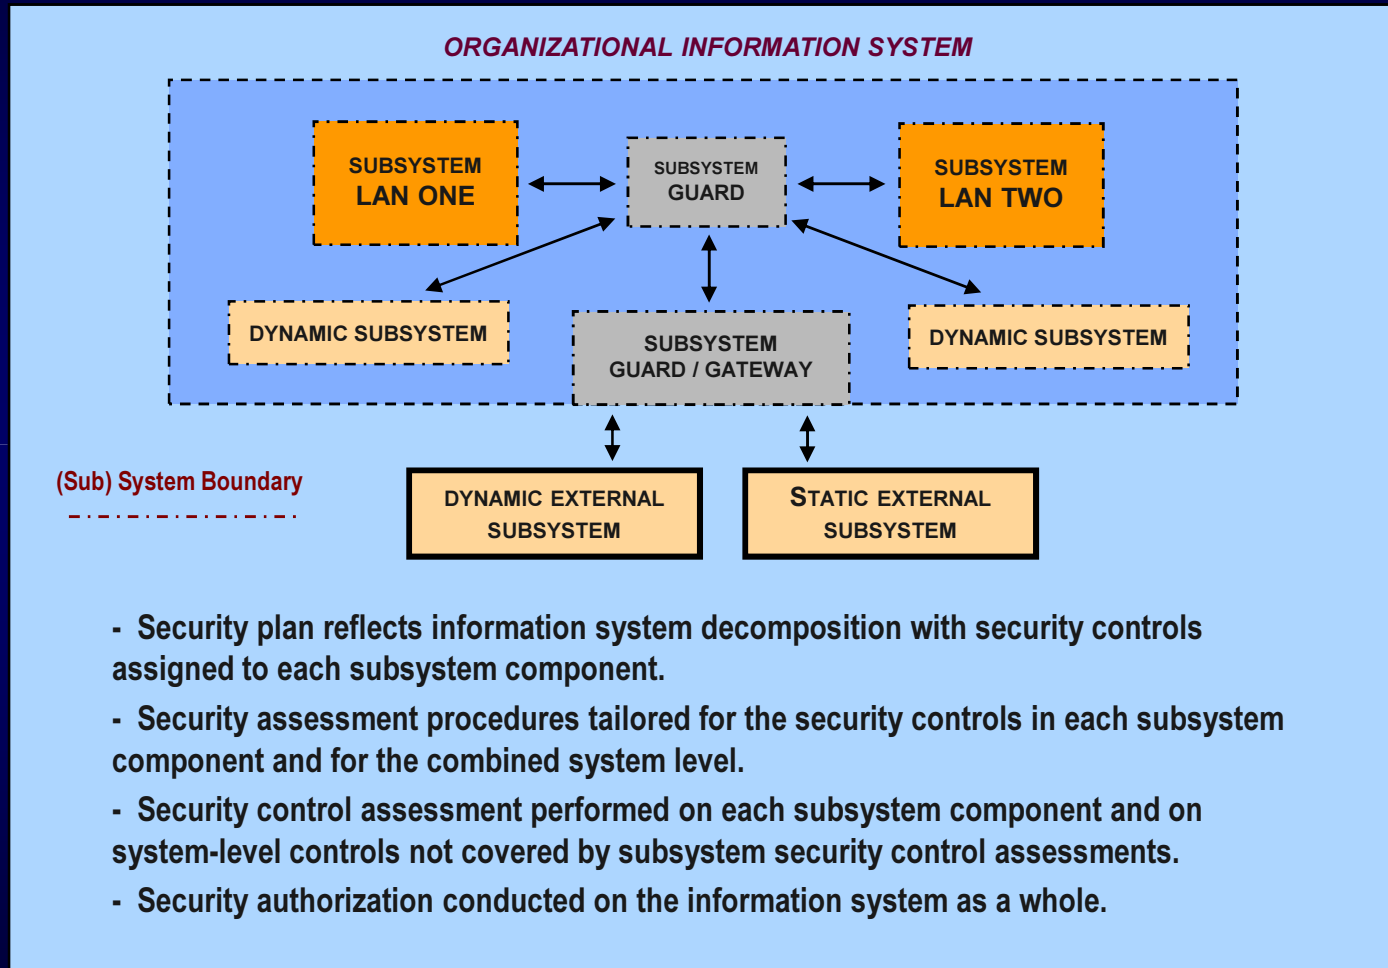 ORGANIZATIONAL INFORMATION SYSTEM
SUBSYSTEM
LAN ONE
SUBSYSTEM
GUARD
SUBSYSTEM
LAN TWO
DYNAMIC SUBSYSTEM
SUBSYSTEM
GUARD / GATEWAY
DYNAMIC SUBSYSTEM
(Sub) System Boundary
DYNAMIC EXTERNAL
SUBSYSTEM
STATIC EXTERNAL
SUBSYSTEM
- Security plan reflects information system decomposition with security controls
assigned to each subsystem component.
- Security assessment procedures tailored for the security controls in each subsystem
component and for the combined system level.
- Security control assessment performed on each subsystem component and on
system-level controls not covered by subsystem security control assessments.
- Security authorization conducted on the information system as a whole.